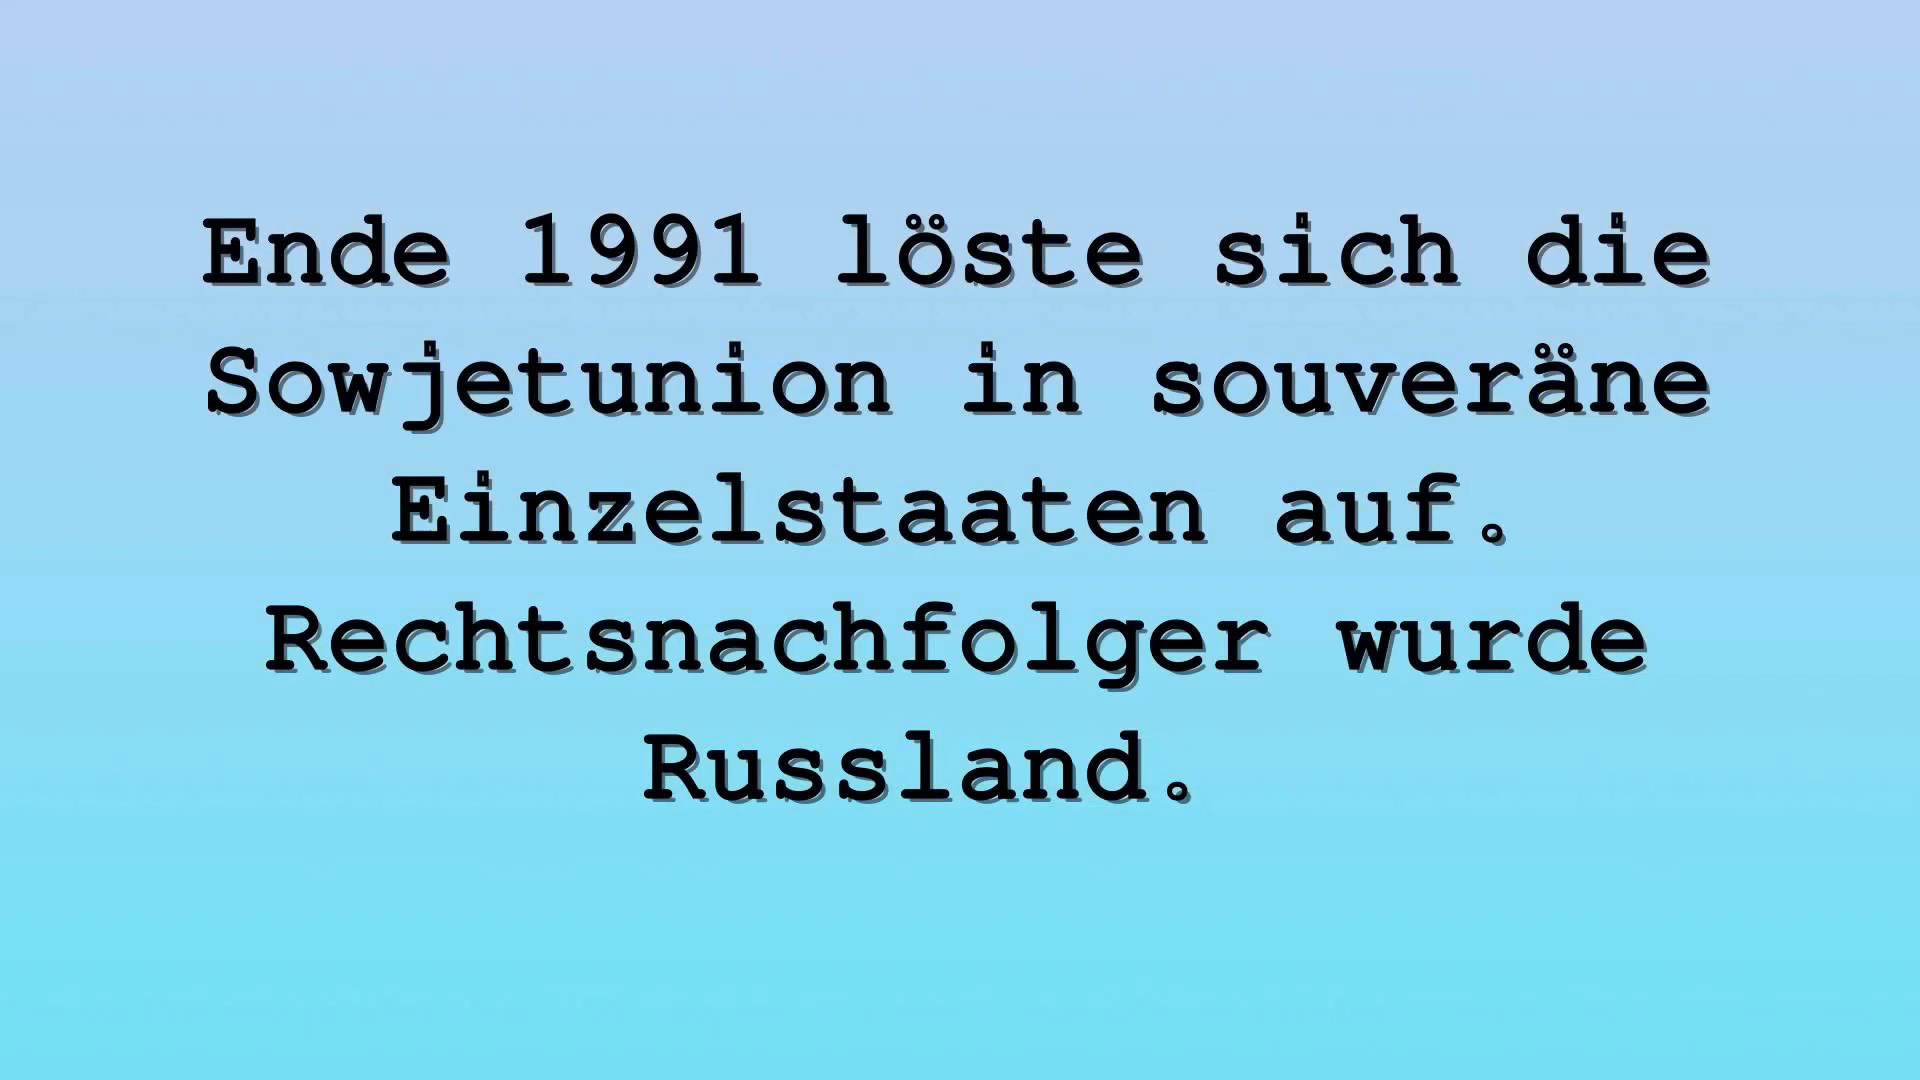 Ende 1991 löste sich die
Sowjetunion in souveräne
Einzelstaaten auf.
Rechtsnachfolger wurde
Russland.